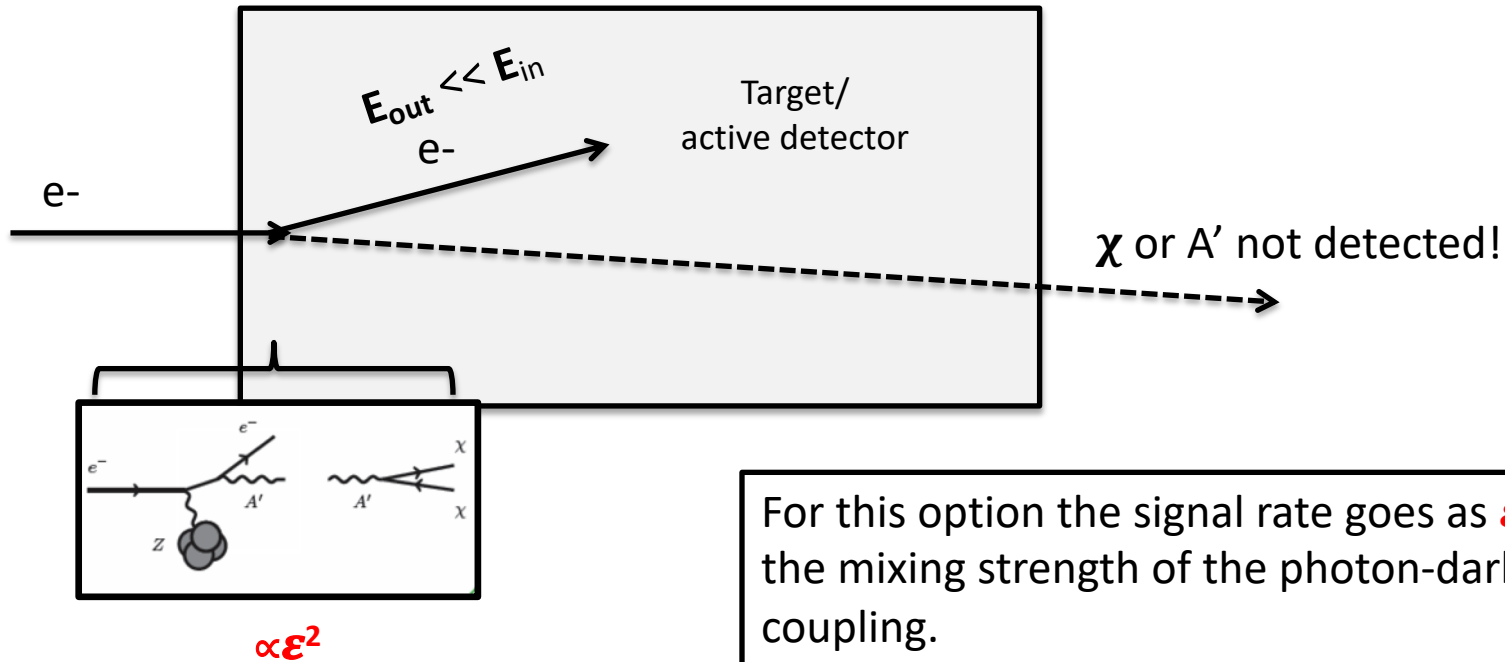 E_out << E_in
Target/
active detector
e-
e-
χ or A’ not detected!
e⁻
e⁻
A′
Z
A′
χ
χ
∝ε²
For this option the signal rate goes as
the mixing strength of the photon-dark
coupling.